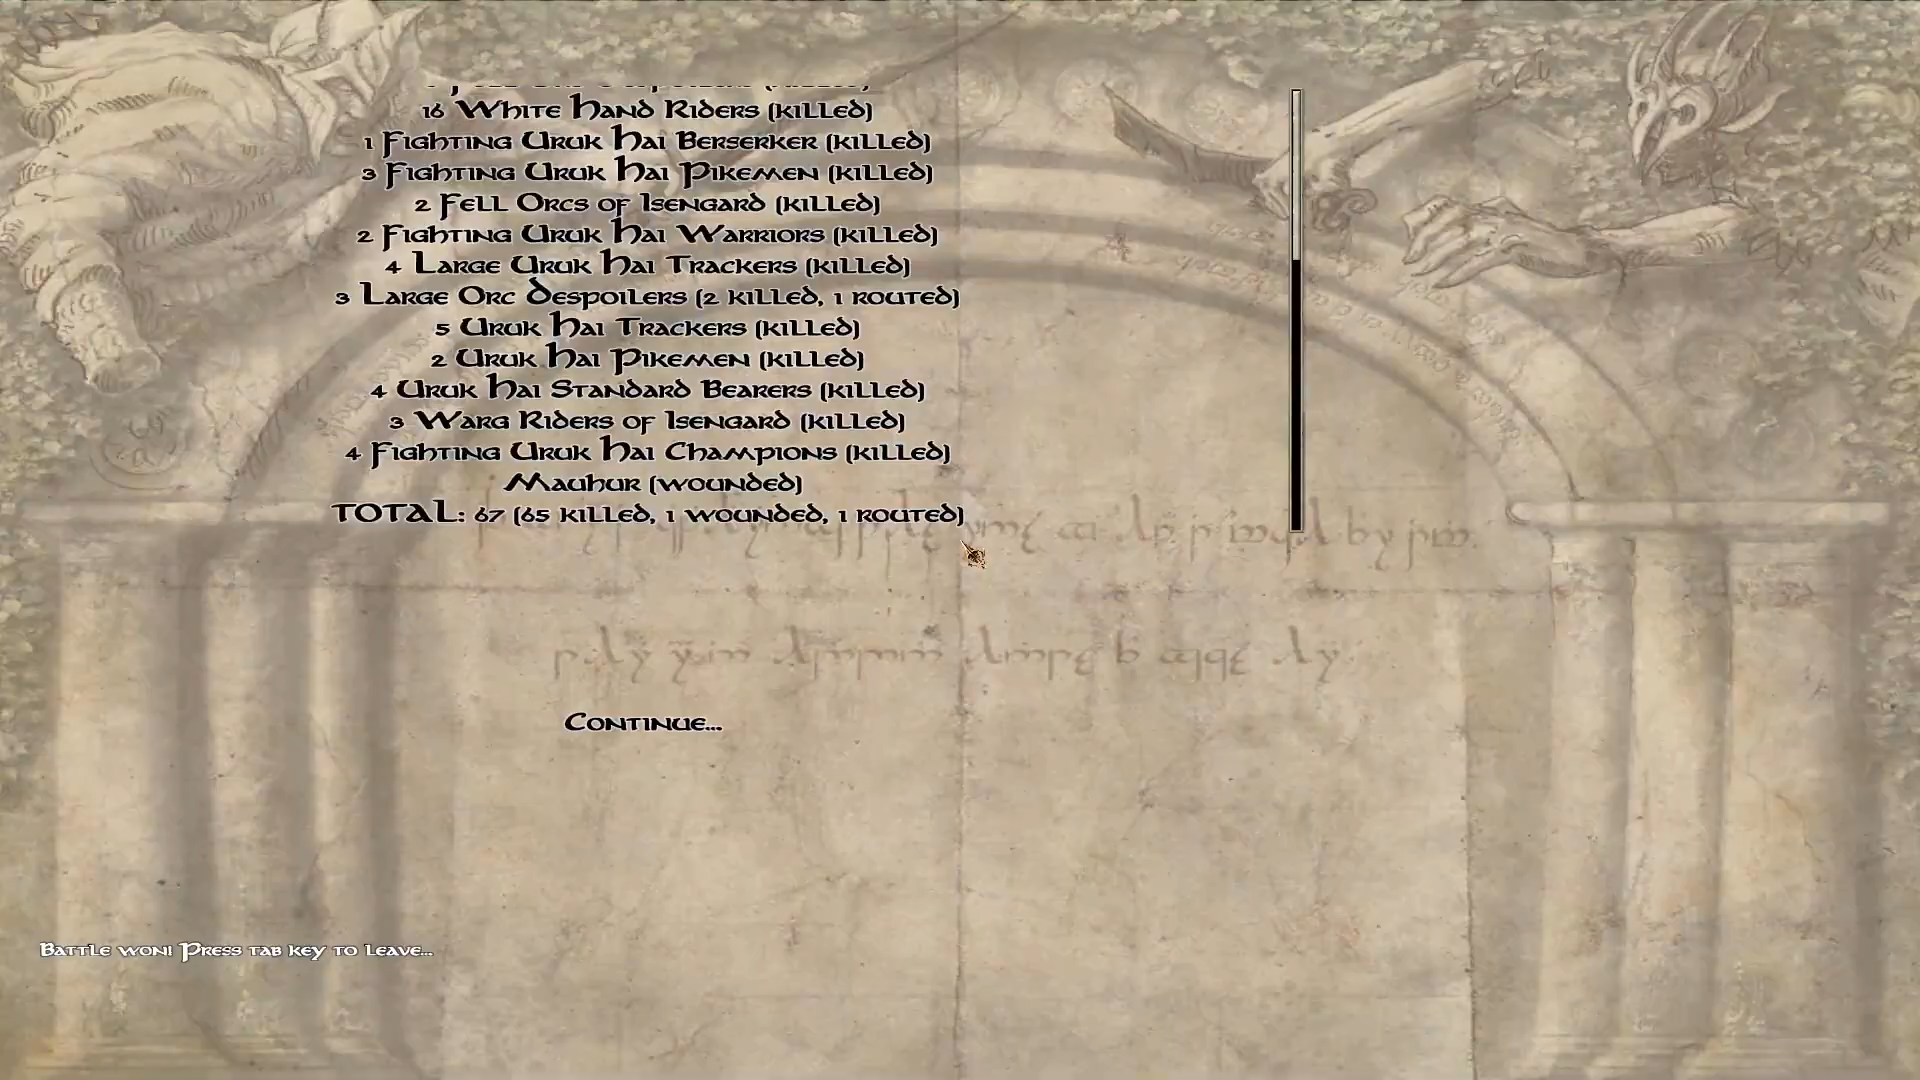 16 White Hand Riders (killed)
1 Fighting Uruk Hai Berserker (killed)
3 Fighting Uruk Hai Pikemen (killed)
2 Fell Orcs of Isengard (killed)
2 Fighting Uruk Hai Warriors (killed)
4 Large Uruk Hai Trackers (killed)
3 Large Orc Despoilers (2 killed, 1 routed)
5 Uruk Hai Trackers (killed)
2 Uruk Hai Pikemen (killed)
4 Uruk Hai Standard Bearers (killed)
3 Warg Riders of Isengard (killed)
4 Fighting Uruk Hai Champions (killed)
Mauhur (wounded)
TOTAL: 67 (65 killed, 1 wounded, 1 routed)
Continue...
Battle won! Press tab key to leave...